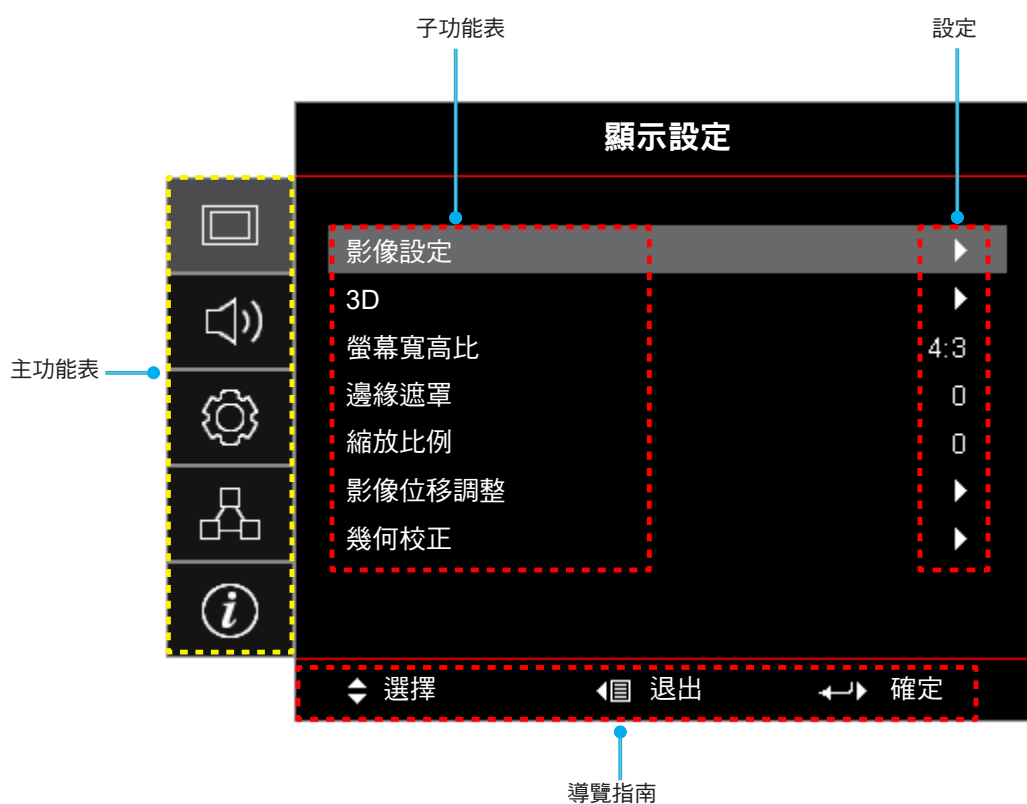 子功能表
設定
顯示設定
影像設定
3D
螢幕寬高比 4:3
邊緣遮罩 0
縮放比例 0
影像位移調整
幾何校正
主功能表
選擇 退出 確定
導覽指南